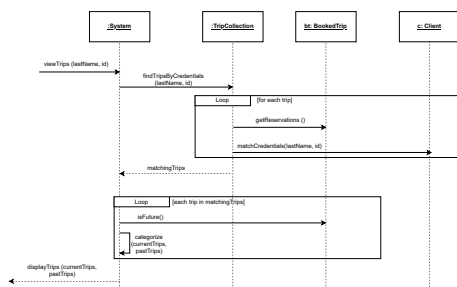 :System
:TripCollection
bt: BookedTrip
c: Client
viewTrips (lastName, id)
findTripsByCredentials
(lastName, id)
Loop
[for each trip]
getReservations ()
matchCredentials(lastName, id)
matchingTrips
Loop
[each trip in matchingTrips]
isFuture()
categorize
(currentTrips,
pastTrips)
displayTrips (currentTrips,
pastTrips)